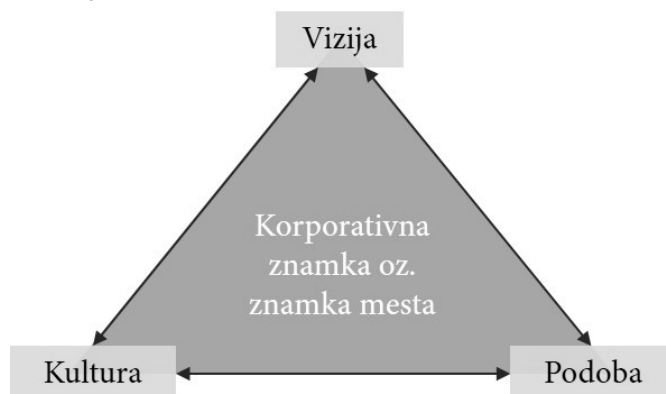 Vizija
Korporativna
znamka oz.
znamka mesta
Kultura
Podoba